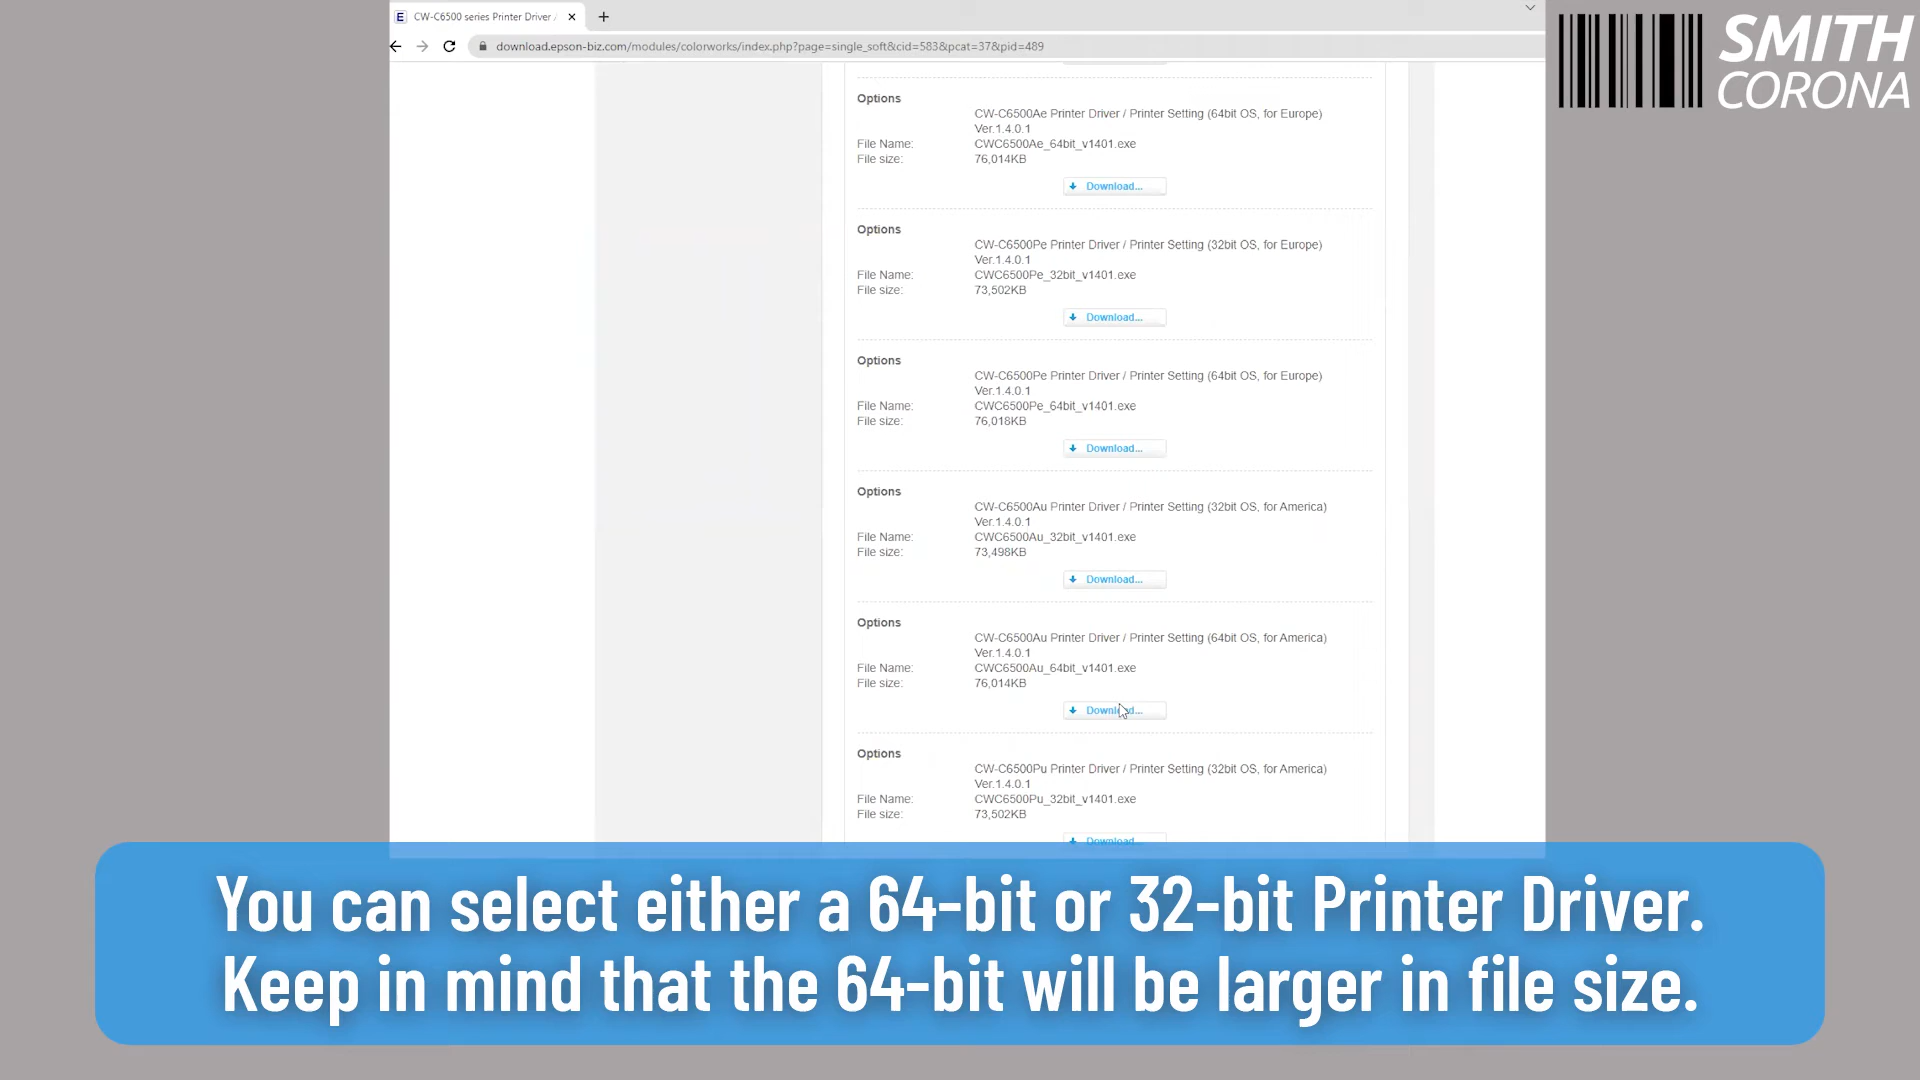 CW-C6500 series Printer Driver /
download.epson-biz.com/modules/colorworks/index.php?page=single_soft&cid=583&pcat=37&pid=489
SMITH
CORONA
Options
CW-C6500Ae Printer Driver / Printer Setting (64bit OS, for Europe)
Ver.1.4.0.1
File Name: CWC6500Ae_64bit_v1401.exe
File size: 76,014KB
Download...
Options
CW-C6500Pe Printer Driver / Printer Setting (32bit OS, for Europe)
Ver.1.4.0.1
File Name: CWC6500Pe_32bit_v1401.exe
File size: 73,502KB
Download...
Options
CW-C6500Pe Printer Driver / Printer Setting (64bit OS, for Europe)
Ver.1.4.0.1
File Name: CWC6500Pe_64bit_v1401.exe
File size: 76,018KB
Download...
Options
CW-C6500Au Printer Driver / Printer Setting (32bit OS, for America)
Ver.1.4.0.1
File Name: CWC6500Au_32bit_v1401.exe
File size: 73,498KB
Download...
Options
CW-C6500Au Printer Driver / Printer Setting (64bit OS, for America)
Ver.1.4.0.1
File Name: CWC6500Au_64bit_v1401.exe
File size: 76,014KB
Download...
Options
CW-C6500Pu Printer Driver / Printer Setting (32bit OS, for America)
Ver.1.4.0.1
File Name: CWC6500Pu_32bit_v1401.exe
File size: 73,502KB
Download...
You can select either a 64-bit or 32-bit Printer Driver.
Keep in mind that the 64-bit will be larger in file size.